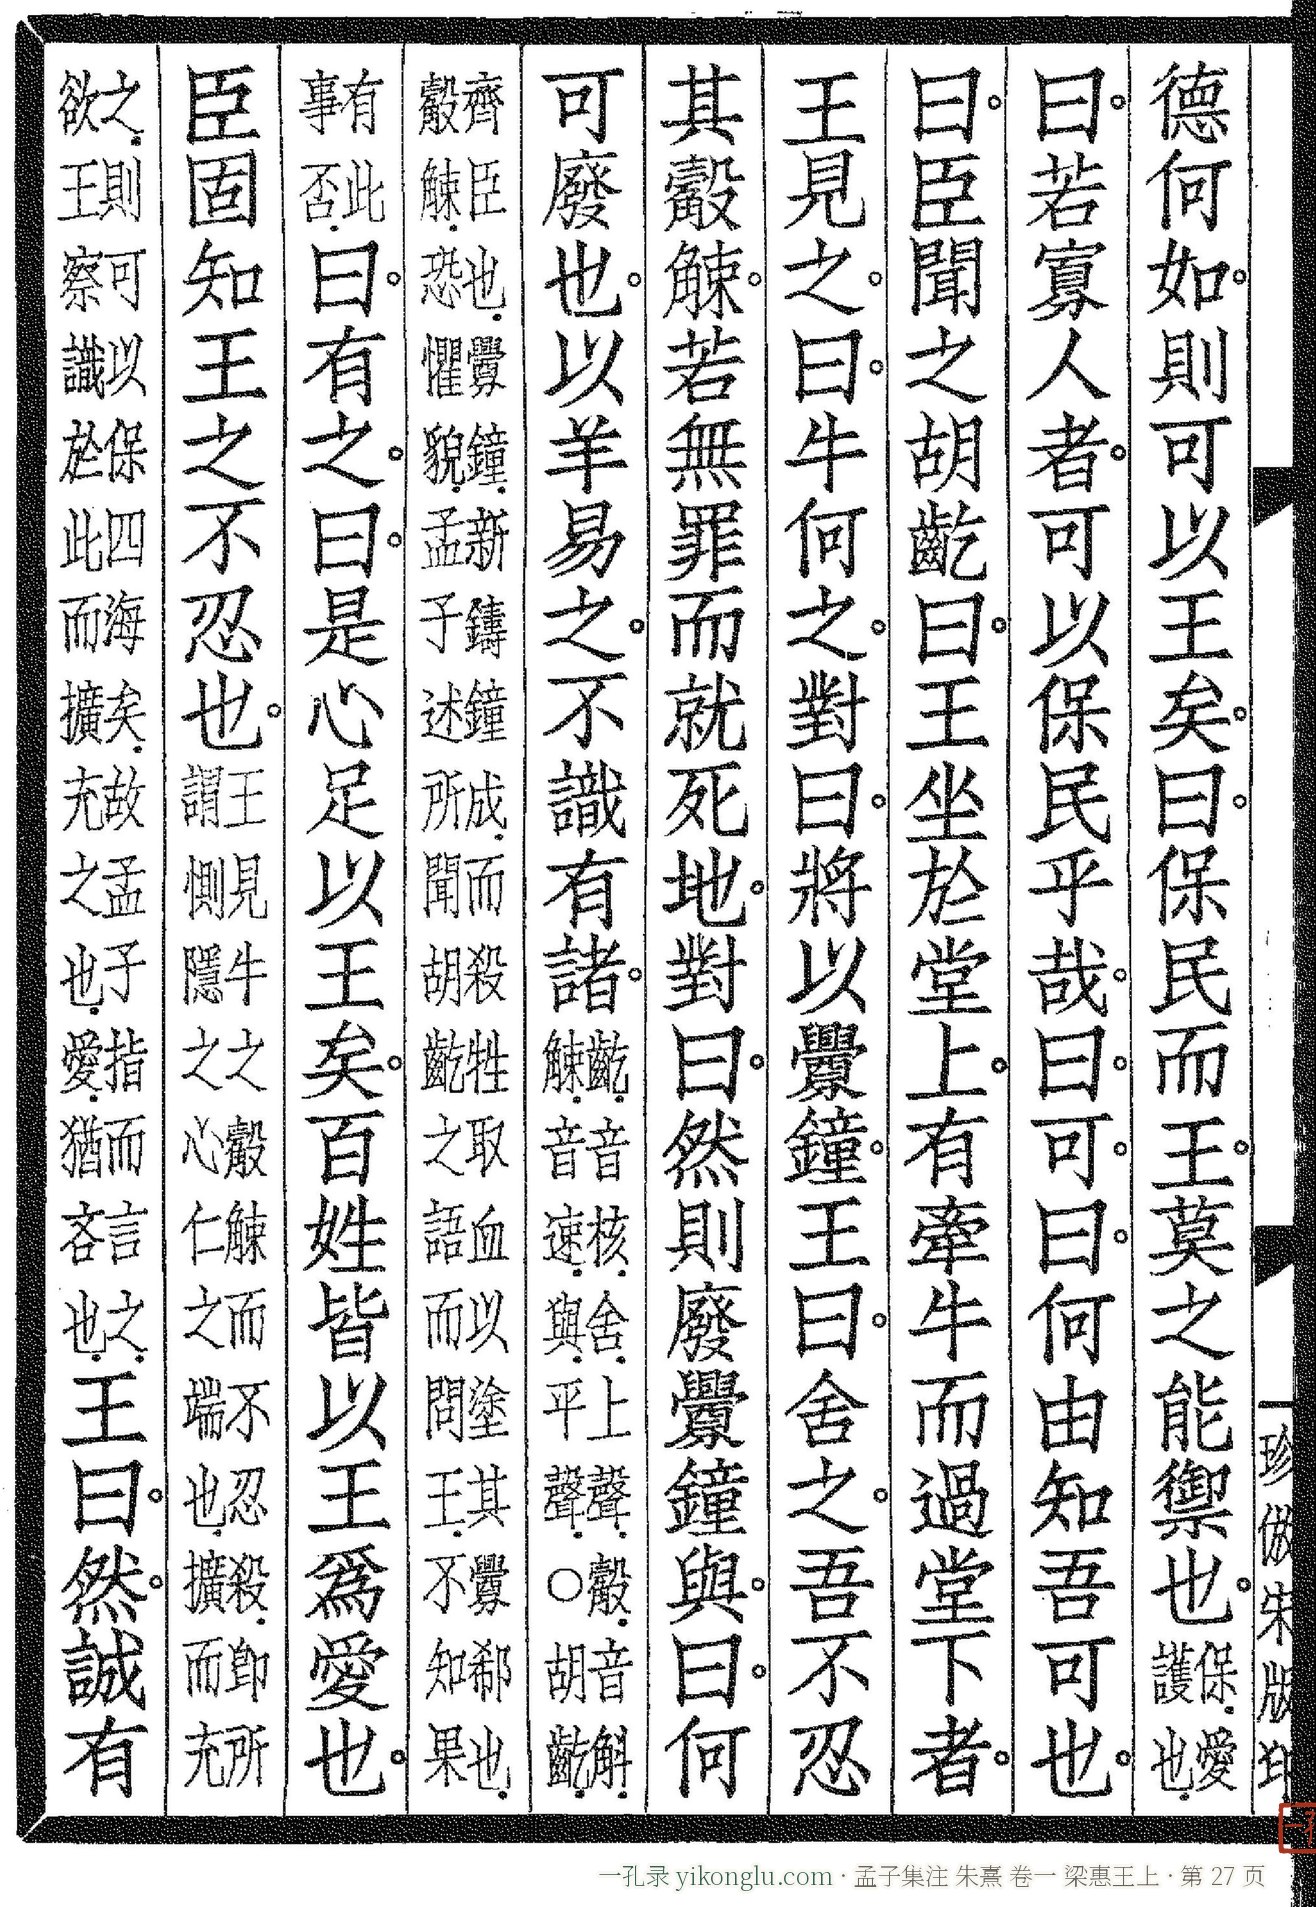 珍倣宋版印
德何如。則可以王矣。曰。保民而王。莫之能禦也。保。愛護也。
曰。若寡人者。可以保民乎哉。曰。可。曰。何由知吾可也。
曰。臣聞之胡齕曰。王坐於堂上。有牽牛而過堂下者。
王見之。曰。牛何之。對曰。將以釁鐘。王曰。舍之。吾不忍
其觳觫。若無罪而就死地。對曰。然則廢釁鐘與。曰。何
可廢也。以羊易之。不識有諸。齕。音核。舍。上聲。觳。音斛。觫。音速。與。平聲。○胡齕。
齊臣也。釁鐘。新鑄鐘成。而殺牲取血以塗其釁郤也。觳觫。恐懼貌。孟子述所聞胡齕之語而問王。不知果
有此事否。曰。有之。曰。是心足以王矣。百姓皆以王爲愛也。
臣固知王之不忍也。王見牛之觳觫而不忍殺。卽所謂惻隱之心仁之端也。擴而充
之。則可以保四海矣。故孟子指而言之。欲王察識於此而擴充之也。愛。猶吝也。王曰。然。誠有
一孔录 yikonglu.com · 孟子集注 朱熹 卷一 梁惠王上 · 第 27 页